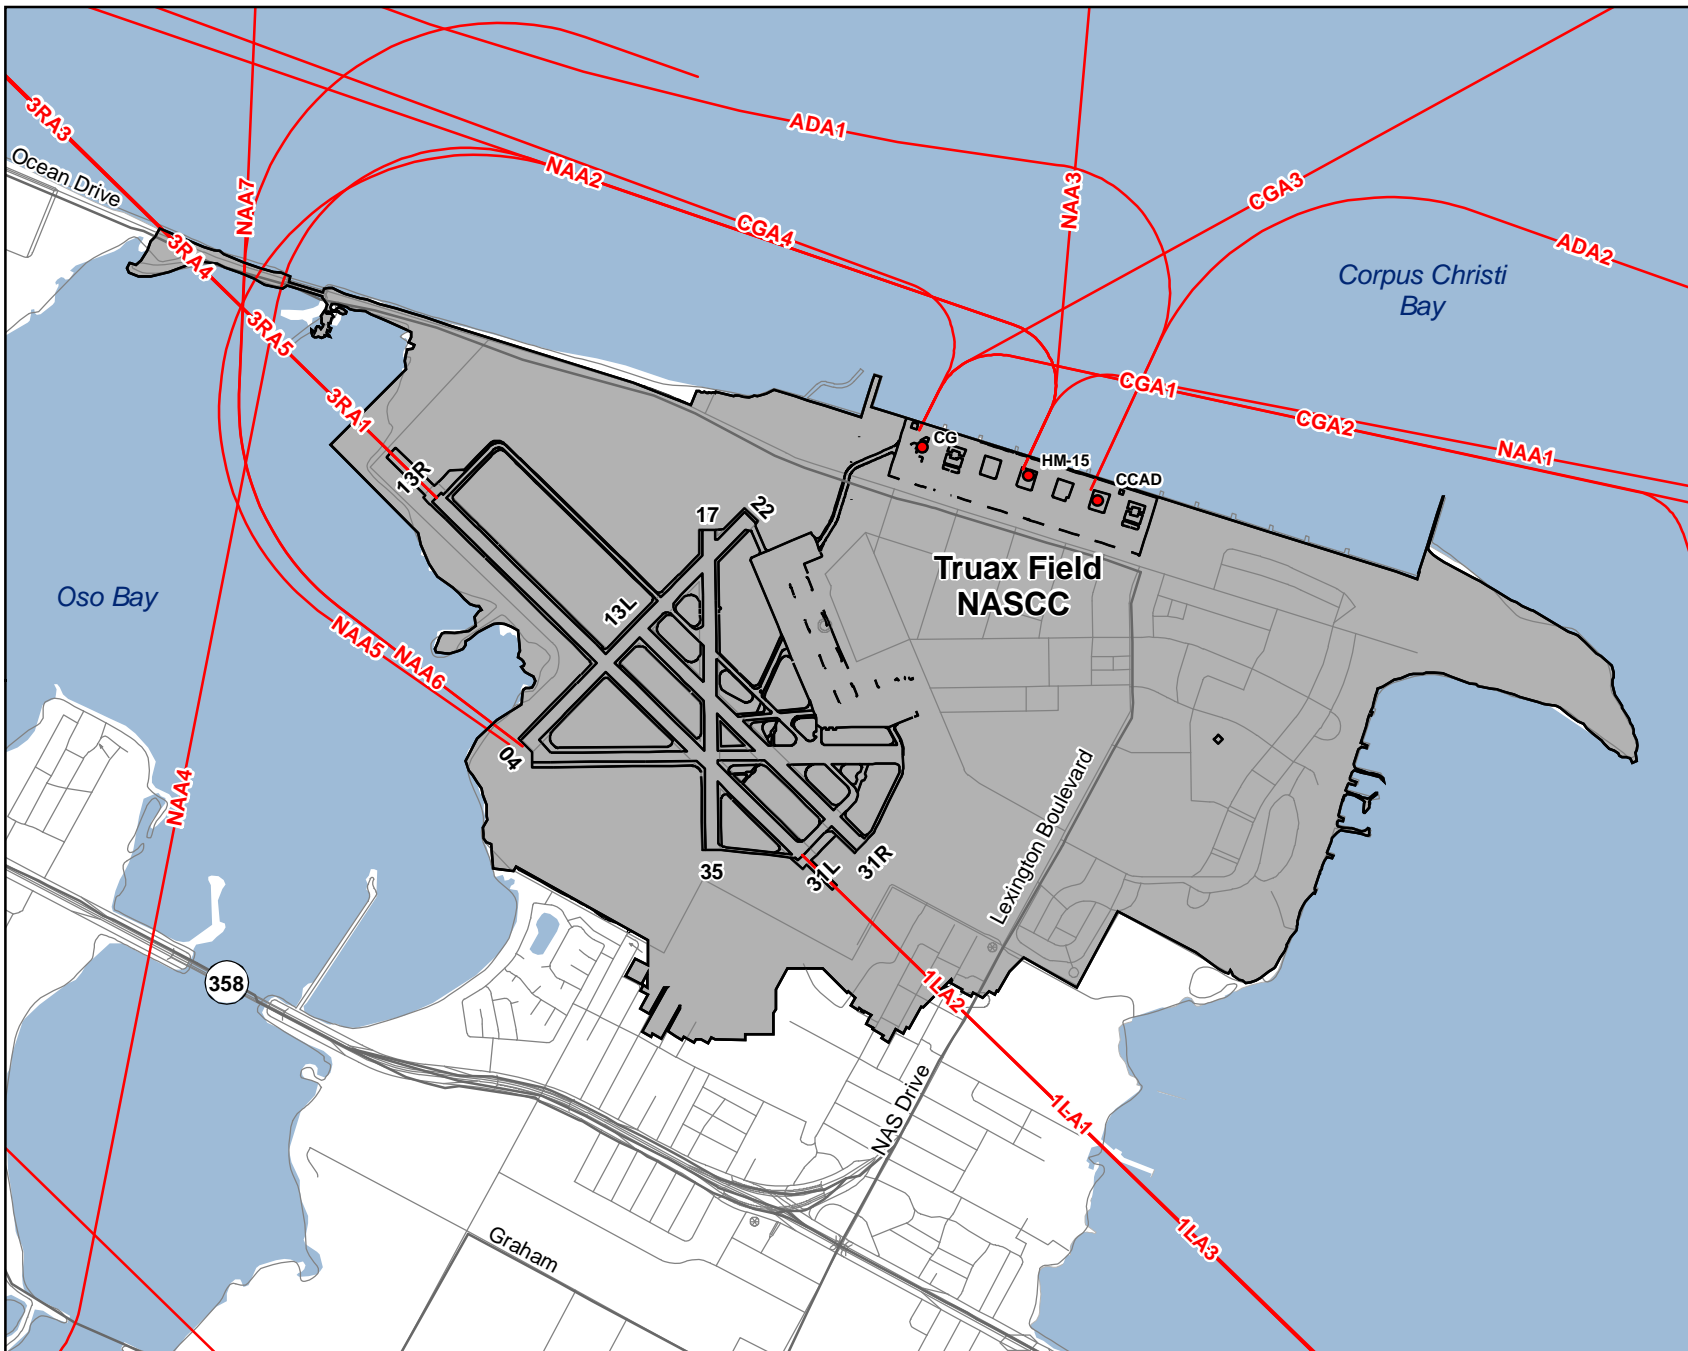 3RA3
Ocean Drive
3RA4
NAA7
3RA5
3RA1
ADA1
NAA2
CGA4
NAA3
CGA3
ADA2
Corpus Christi
Bay
CGA1
CGA2
NAA1
CG
HM-15
CCAD
13R
17
22
13L
Truax Field
NASCC
Oso Bay
NAA5
NAA6
04
NAA4
35
31L
31R
Lexington Boulevard
358
1LA2
NAS Drive
1LA1
1LA3
Graham